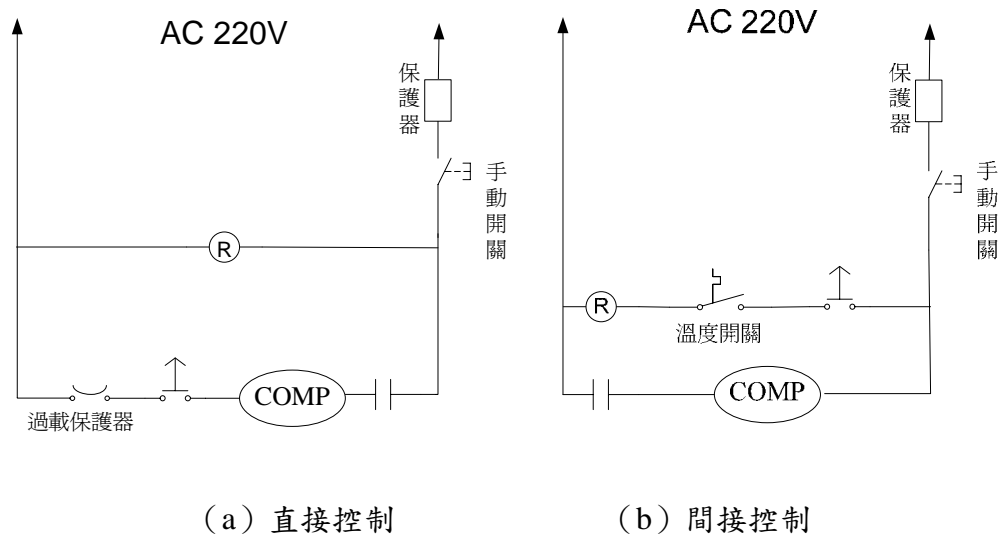 AC 220V
保護器
手動開關
R
COMP
過載保護器
（a）直接控制
AC 220V
保護器
手動開關
R
溫度開關
COMP
（b）間接控制